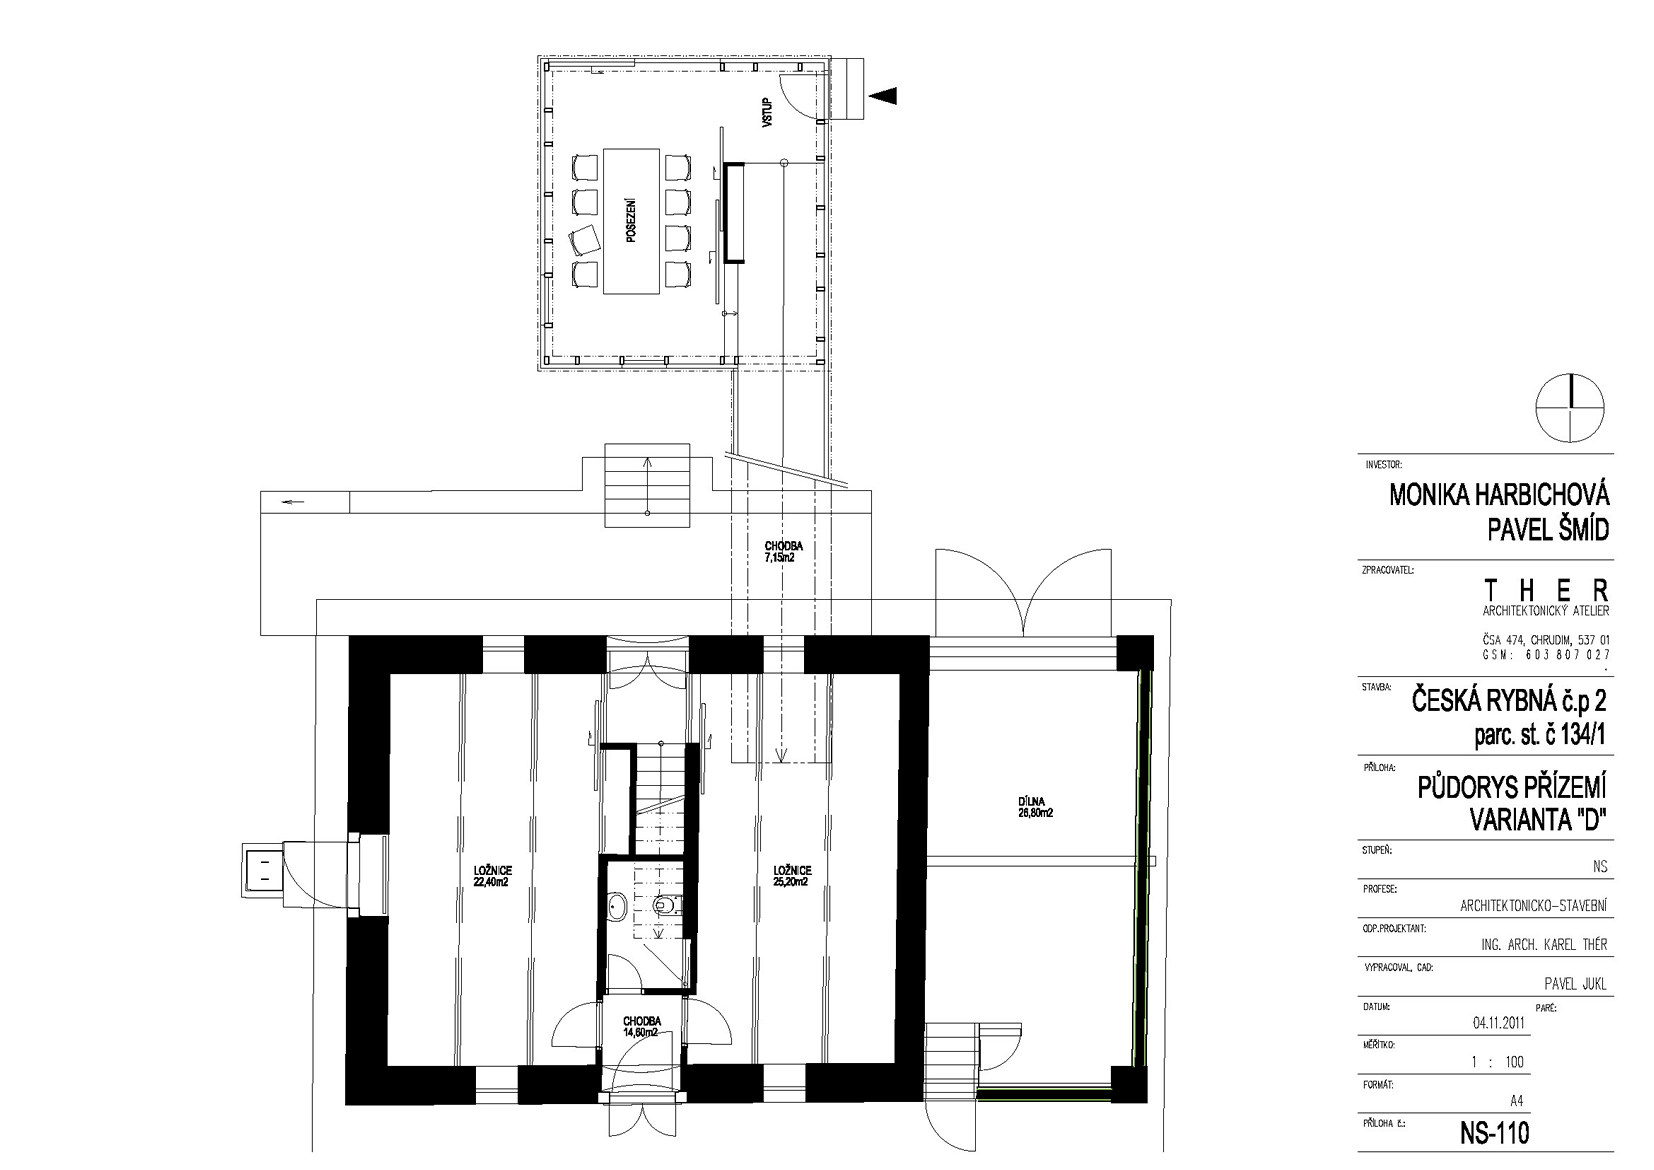 VSTUP
POSEZENÍ
CHODBA
7,15m2
DÍLNA
26,80m2
LOŽNICE
22,40m2
LOŽNICE
25,20m2
CHODBA
14,60m2
INVESTOR:
MONIKA HARBICHOVÁ
PAVEL ŠMÍD
ZPRACOVATEL:
T H E R
ARCHITEKTONICKÝ ATELIER
ČSA 474, CHRUDIM, 537 01
GSM: 603 807 027
STAVBA:
ČESKÁ RYBNÁ č.p 2
parc. st. č 134/1
PŘÍLOHA:
PŮDORYS PŘÍZEMÍ
VARIANTA "D"
STUPEŇ:
NS
PROFESE:
ARCHITEKTONICKO-STAVEBNÍ
ODP.PROJEKTANT:
ING. ARCH. KAREL THÉR
VYPRACOVAL, CAD:
PAVEL JUKL
DATUM:
PARÉ:
04.11.2011
MĚŘÍTKO:
1 : 100
FORMÁT:
A4
PŘÍLOHA č.:
NS-110